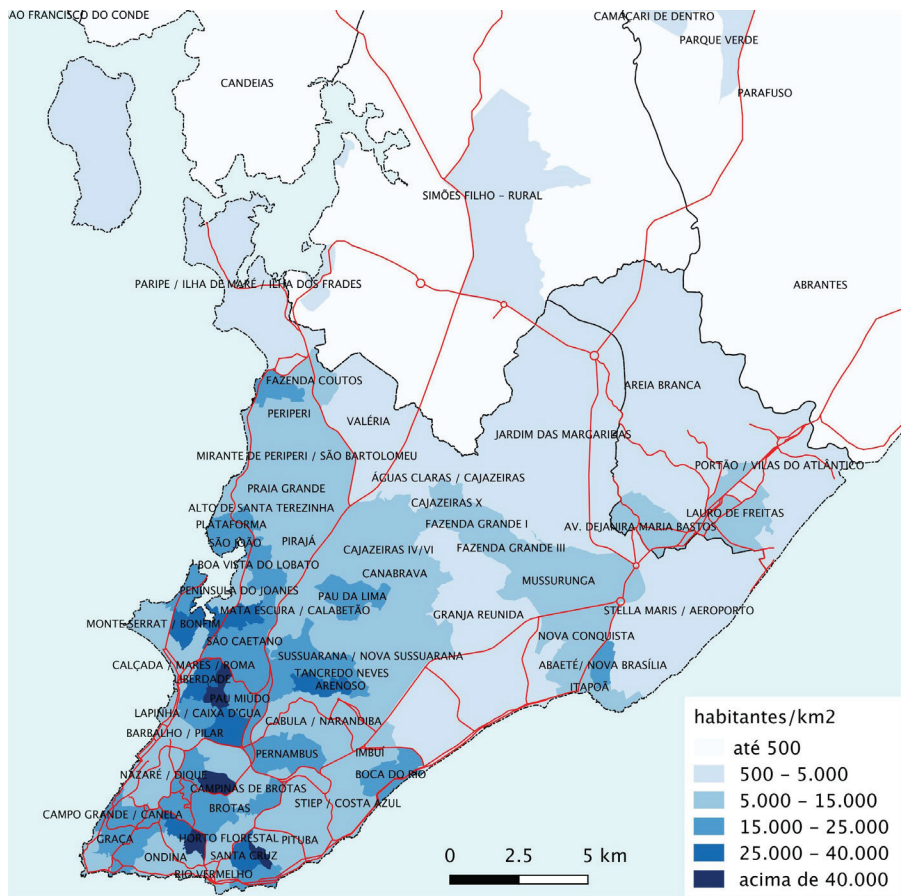 AO FRANCISCO DO CONDE
CAMAÇARI DE DENTRO
PARQUE VERDE
CANDEIAS
PARAFUSO
SIMÕES FILHO - RURAL
PARIPE / ILHA DE MARÉ / ILHA DOS FRADES
ABRANTES
FAZENDA COUTOS
AREIA BRANCA
PERIPERI
VALÉRIA
JARDIM DAS MARGARIDAS
MIRANTE DE PERIPERI / SÃO BARTOLOMEU
PORTÃO / VILAS DO ATLÂNTICO
ÁGUAS CLARAS / CAJAZEIRAS
PRAIA GRANDE
CAJAZEIRAS X
ALTO DE SANTA TEREZINHA
LAURO DE FREITAS
PLATAFORMA
FAZENDA GRANDE I
AV. DEJANIRA MARIA BASTOS
SÃO JOÃO
PIRAJÁ
CAJAZEIRAS IV/VI
FAZENDA GRANDE III
BOA VISTA DO LOBATO
CANABRAVA
MUSSURUNGA
PENÍNSULA DO JOANES
PAU DA LIMA
MATA ESCURA / CALABETÃO
GRANJA REUNIDA
STELLA MARIS / AEROPORTO
MONTE SERRAT / BONFIM
SÃO CAETANO
NOVA CONQUISTA
SUSSUARANA / NOVA SUSSUARANA
CALÇADA / MARES / ROMA
ABAETÉ/ NOVA BRASÍLIA
TANCREDO NEVES
LIBERDADE
ARENOSO
ITAPOÃ
PAU MIÚDO
LAPINHA / CAIXA D'GUA
CABULA / NARANDIBA
BARBALHO / PILAR
PERNAMBUS
IMBUÍ
NAZARÉ / DIQUE
BOCA DO RIO
CAMPINAS DE BROTAS
STIEP / COSTA AZUL
BROTAS
CAMPO GRANDE / CANELA
GRAÇA
HORTO FLORESTAL
PITUBA
ONDINA
SANTA CRUZ
RIO VERMELHO
0 2.5 5 km
habitantes/km2
até 500
500 - 5.000
5.000 - 15.000
15.000 - 25.000
25.000 - 40.000
acima de 40.000